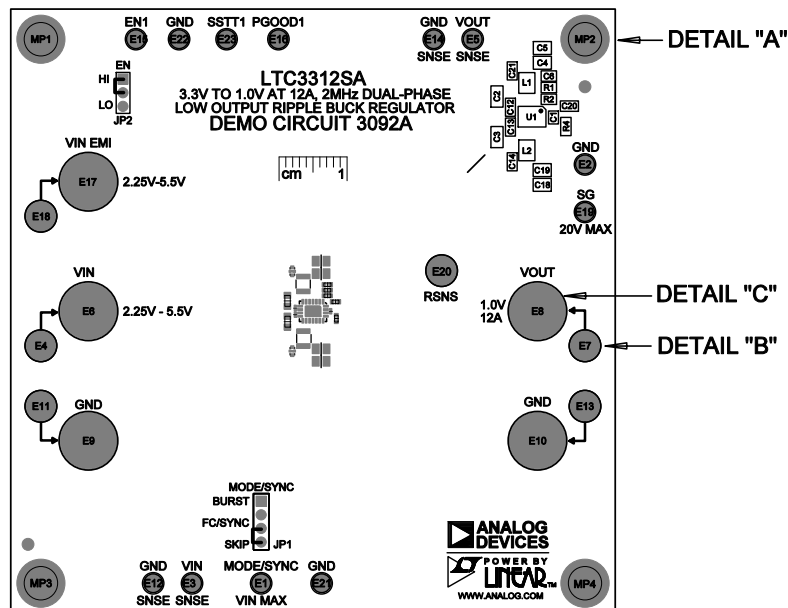 EN1 GND SSTT1 PGOOD1 GND VOUT
MP1 E15 E22 E23 E16 E14 E5 MP2
SNSE SNSE
DETAIL "A"
EN
HI
LO
JP2
LTC3312SA
3.3V TO 1.0V AT 12A, 2MHz DUAL-PHASE
LOW OUTPUT RIPPLE BUCK REGULATOR
DEMO CIRCUIT 3092A
C5
C4
C21 L1 C6
R1
C2 R2
C12 C20
U1 C1
C13 R4
C3
L2
C14 C19
C18
GND
E2
SG
E19
20V MAX
VIN EMI
E17
2.25V-5.5V
E18
cm 1
VIN
E6
2.25V - 5.5V
E4
E20
RSNS
VOUT
1.0V
12A
E8
DETAIL "C"
E7
DETAIL "B"
E11
GND
E9
GND
E13
E10
MODE/SYNC
BURST
FC/SYNC
SKIP JP1
ANALOG
DEVICES
POWER BY
LINEAR™
WWW.ANALOG.COM
GND VIN MODE/SYNC GND
MP3 E12 E3 E1 E21 MP4
SNSE SNSE VIN MAX